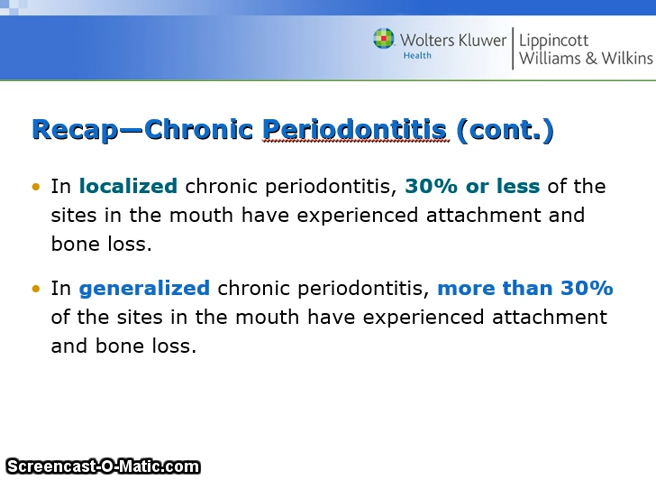 Wolters Kluwer
Health
Lippincott
Williams & Wilkins
Recap—Chronic Periodontitis (cont.)
• In localized chronic periodontitis, 30% or less of the
sites in the mouth have experienced attachment and
bone loss.
• In generalized chronic periodontitis, more than 30%
of the sites in the mouth have experienced attachment
and bone loss.
Screencast-O-Matic.com